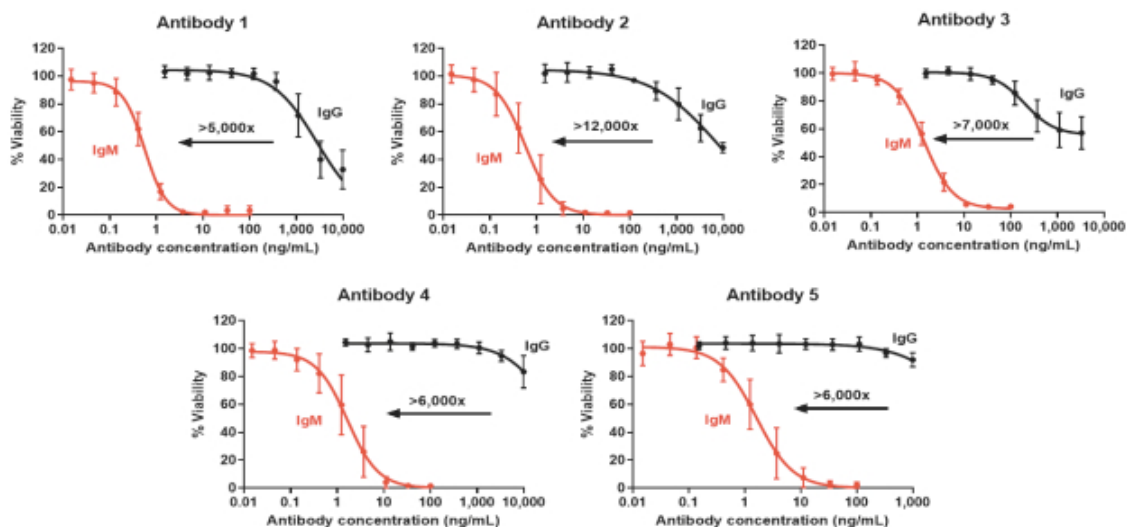 Antibody 1
120
100
80
60
40
20
0
% Viability
IgG
>5,000x
IgM
0.01 0.1 1 10 100 1,000 10,000
Antibody concentration (ng/mL)
Antibody 2
120
100
80
60
40
20
0
% Viability
IgG
>12,000x
IgM
0.01 0.1 1 10 100 1,000 10,000
Antibody concentration (ng/mL)
Antibody 3
120
100
80
60
40
20
0
% Viability
IgG
>7,000x
IgM
0.01 0.1 1 10 100 1,000 10,000
Antibody concentration (ng/mL)
Antibody 4
120
100
80
60
40
20
0
% Viability
IgG
>6,000x
IgM
0.01 0.1 1 10 100 1,000 10,000
Antibody concentration (ng/mL)
Antibody 5
120
100
80
60
40
20
0
% Viability
IgG
>6,000x
IgM
0.01 0.1 1 10 100 1,000
Antibody concentration (ng/mL)